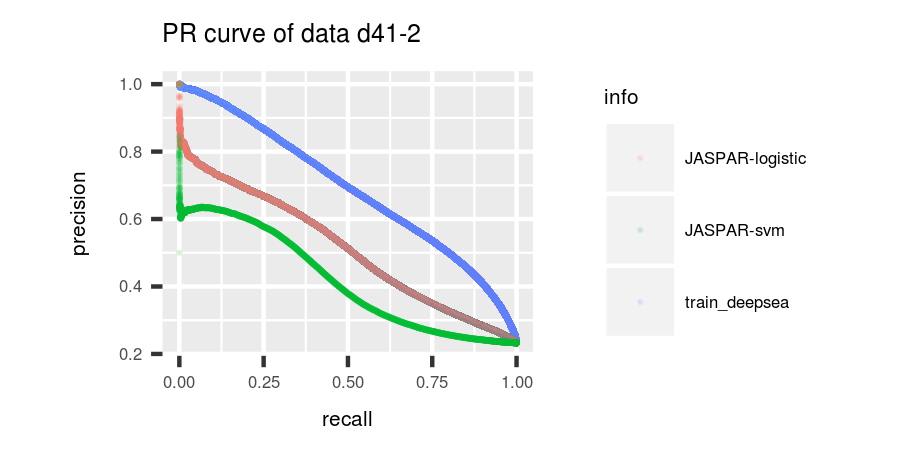 PR curve of data d41-2
precision
1.0
0.8
0.6
0.4
0.2
0.00 0.25 0.50 0.75 1.00
recall
info
JASPAR-logistic
JASPAR-svm
train_deepsea